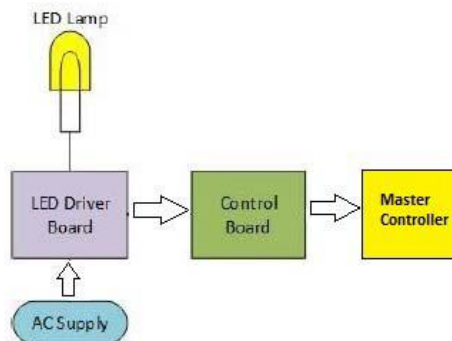 LED Lamp
LED Driver
Board
Control
Board
Master
Controller
AC Supply